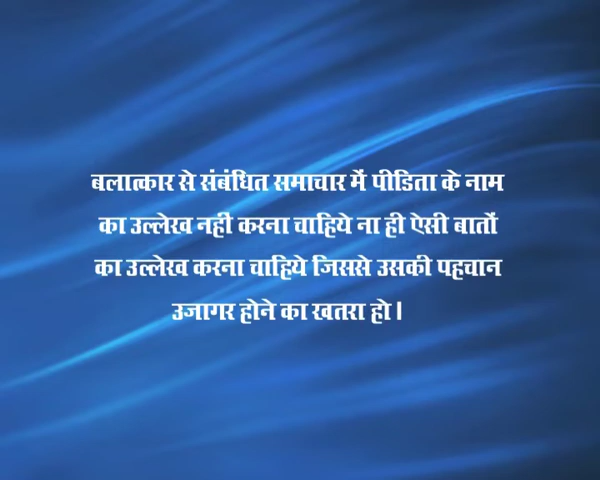 बलात्कार से संबंधित समाचार में पीडिता के नाम
का उल्लेख नही करना चाहिये ना ही ऐसी बातों
का उल्लेख करना चाहिये जिससे उसकी पहचान
उजागर होने का खतरा हो।